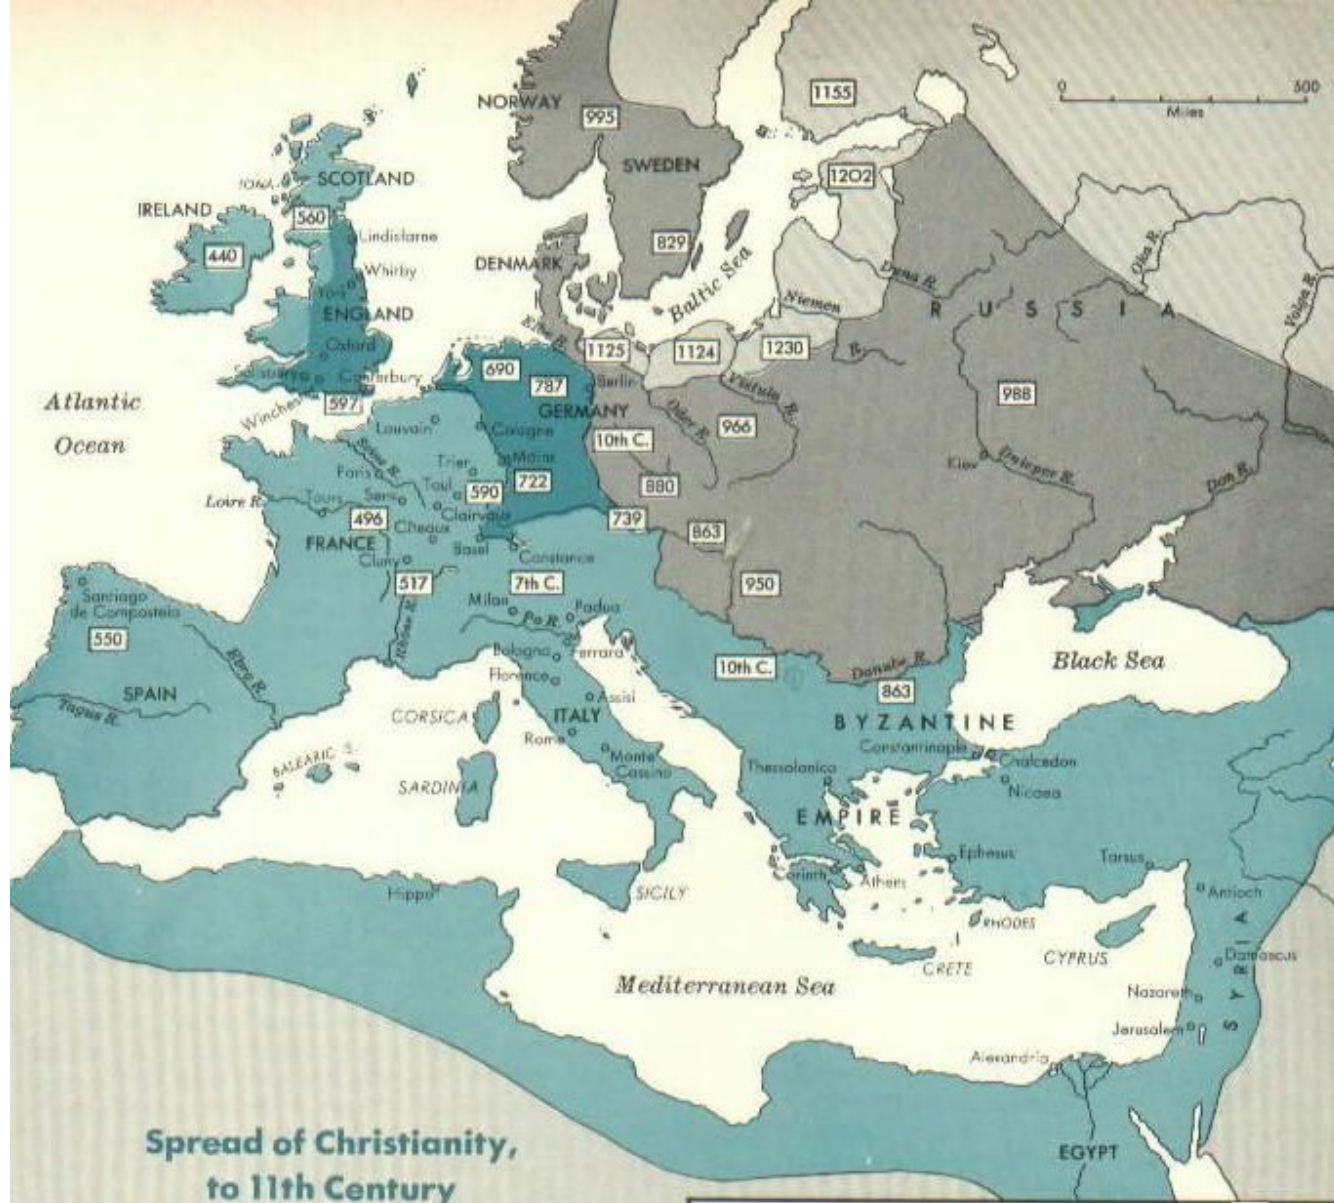 1155
0
500
Miles
NORWAY
995
SWEDEN
1202
IONA
SCOTLAND
IRELAND
560
Lindisfarne
440
829
Whitby
DENMARK
Baltic Sea
Duna R.
Oka R.
Volga R.
York
ENGLAND
Niemen
R.
RUSSIA
Oxford
Elbe R.
1125
1124
1230
Salisbury
Canterbury
690
787
Berlin
Vistula R.
988
Atlantic
Ocean
Winchester
597
GERMANY
Oder R.
966
Louvain
Cologne
10th C.
Seine R.
Paris
Trier
Mainz
Kiev
Dnieper R.
Don R.
Toul
722
880
Loire R.
Tours
Sens
590
496
Clairvaux
739
863
FRANCE
Citeaux
Basel
Constance
Cluny
517
7th C.
950
Santiago
de Compostela
Milan
Po R.
Padua
550
Rhône R.
Bologna
Ferrara
Ebro R.
10th C.
Danube R.
Black Sea
SPAIN
Florence
863
Tagus R.
Assisi
CORSICA
ITALY
BYZANTINE
Rome
Constantinople
BALEARIC
Monte
Cassino
Thessalonica
Chalcedon
SARDINIA
Nicaea
EMPIRE
Ephesus
Tarsus
Corinth
Athens
Hippo
SICILY
Antioch
RHODES
SYRIA
CRETE
CYPRUS
Damascus
Mediterranean Sea
Nazareth
Jerusalem
Alexandria
Spread of Christianity,
to 11th Century
EGYPT